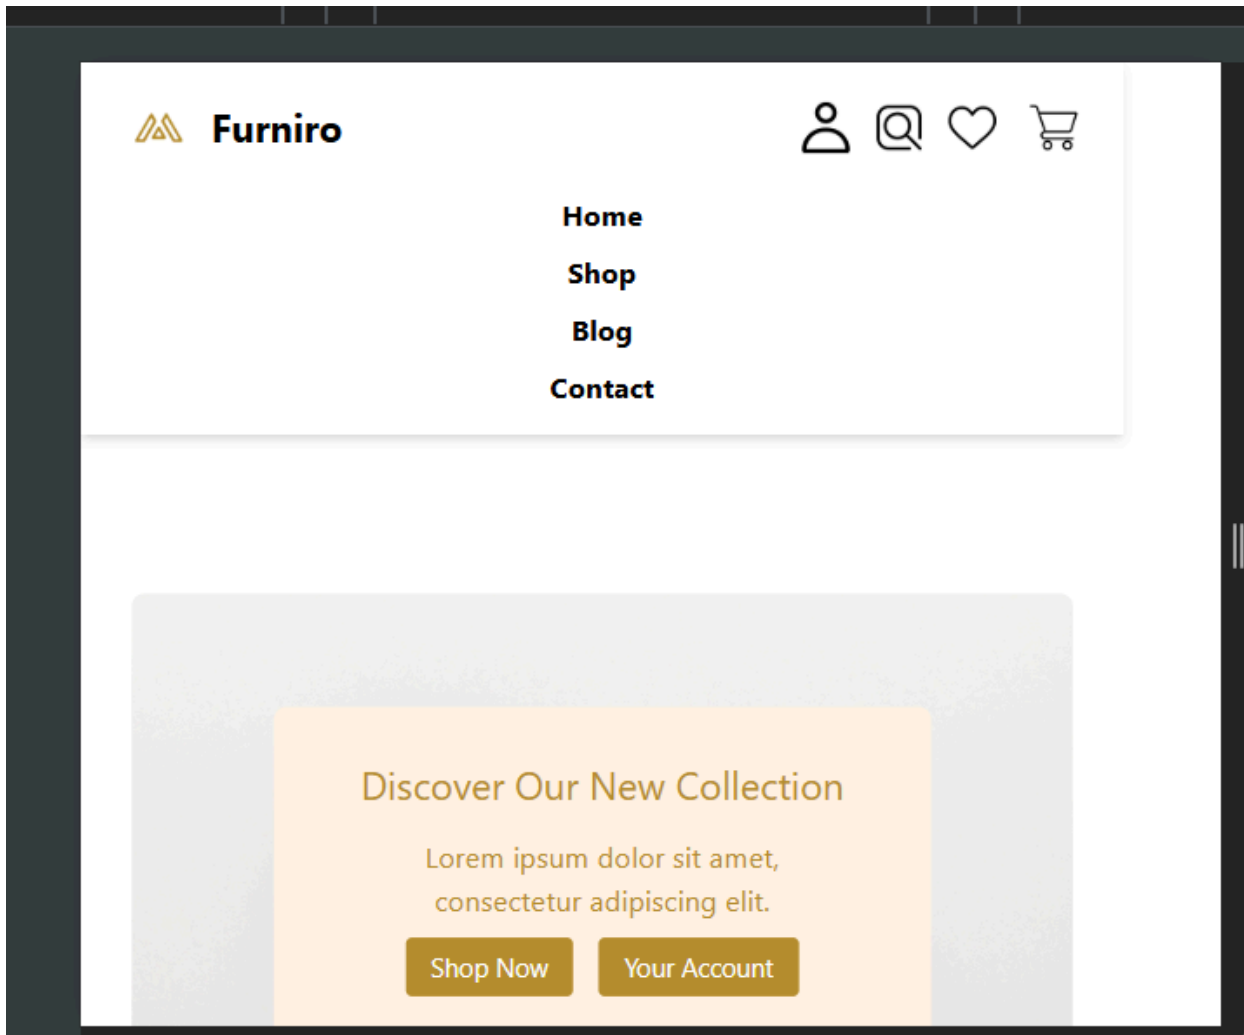 Furniro
Home
Shop
Blog
Contact
Discover Our New Collection
Lorem ipsum dolor sit amet,
consectetur adipiscing elit.
Shop Now Your Account